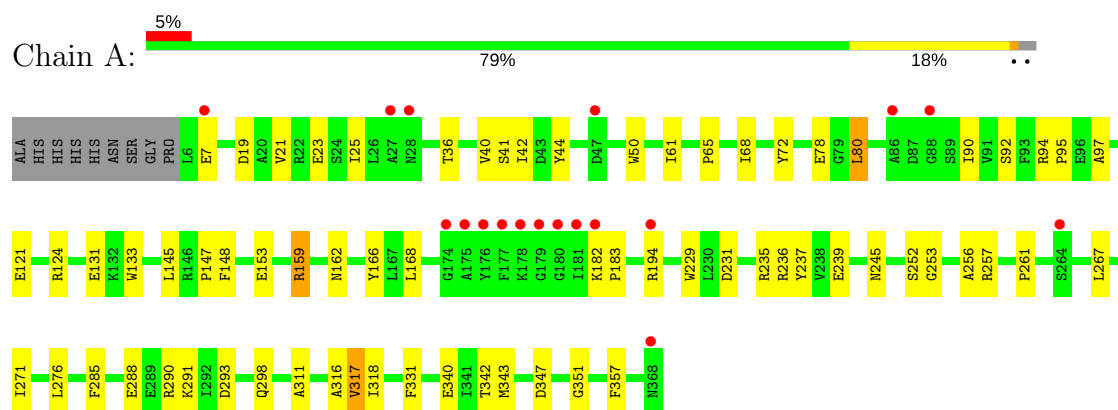 5%
Chain A:
79% 18% • •
ALA HIS HIS HIS HIS ASN SER GLY PRO L6 E7 D19 A20 V21 R22 E23 S24 I25 L26 A27 N28 T36 V40 S41 I42 D43 Y44 D47 W50 I61 P65 I68 Y72 E78 G79 L80 A86 D87 G88 S89 I90 V91 S92 F93 R94 P95 E96 A97
E121 R124 E131 K132 W133 L145 R146 P147 F148 E153 R159 N162 Y166 L167 L168 G174 A175 Y176 F177 K178 G179 G180 I181 K182 P183 R194 W229 L230 D231 R235 R236 Y237 V238 E239 N245 S252 G253 A256 R257 P261 S264 L267
I271 L276 F285 E288 E289 R290 K291 I292 D293 Q298 A311 A316 V317 I318 F331 E340 I341 T342 M343 D347 G351 F357 N368